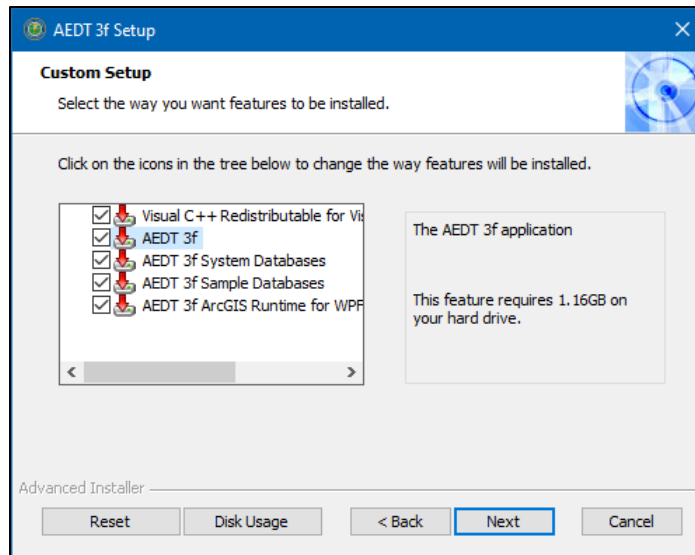 AEDT 3f Setup
Custom Setup
Select the way you want features to be installed.
Click on the icons in the tree below to change the way features will be installed.
Visual C++ Redistributable for Vis
AEDT 3f
AEDT 3f System Databases
AEDT 3f Sample Databases
AEDT 3f ArcGIS Runtime for WPF
The AEDT 3f application
This feature requires 1.16GB on
your hard drive.
Advanced Installer
Reset
Disk Usage
< Back
Next
Cancel